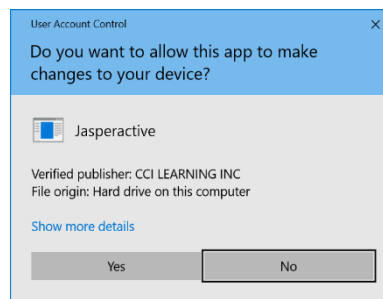 User Account Control
Do you want to allow this app to make
changes to your device?
Jasperactive
Verified publisher: CCI LEARNING INC
File origin: Hard drive on this computer
Show more details
Yes No